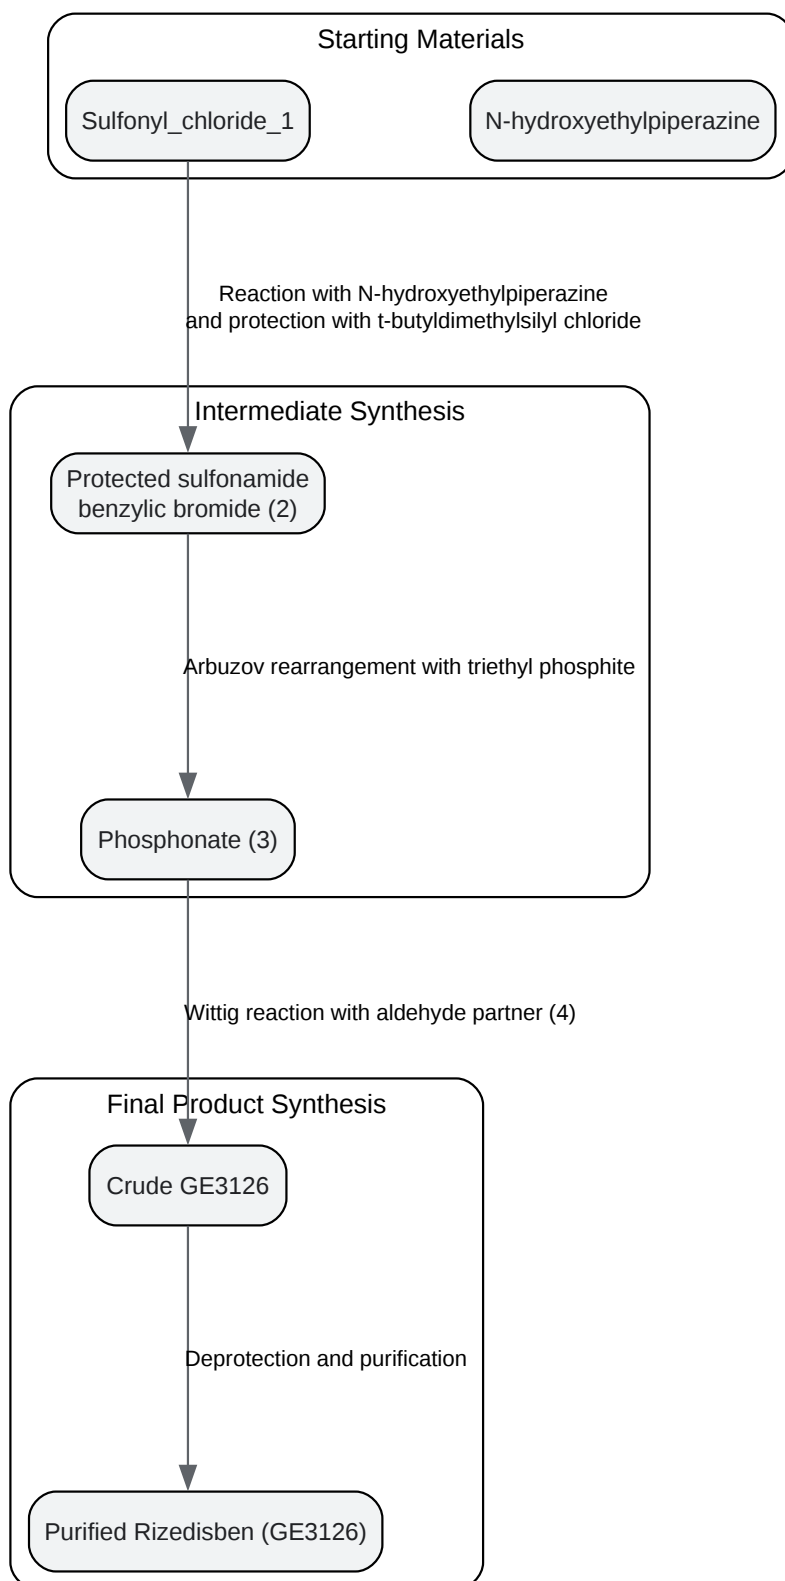 Starting Materials
Sulfonyl_chloride_1
N-hydroxyethylpiperazine
Reaction with N-hydroxyethylpiperazine
and protection with t-butyldimethylsilyl chloride
Intermediate Synthesis
Protected sulfonamide
benzylic bromide (2)
Arbuzov rearrangement with triethyl phosphite
Phosphonate (3)
Wittig reaction with aldehyde partner (4)
Final Product Synthesis
Crude GE3126
Deprotection and purification
Purified Rizedisben (GE3126)